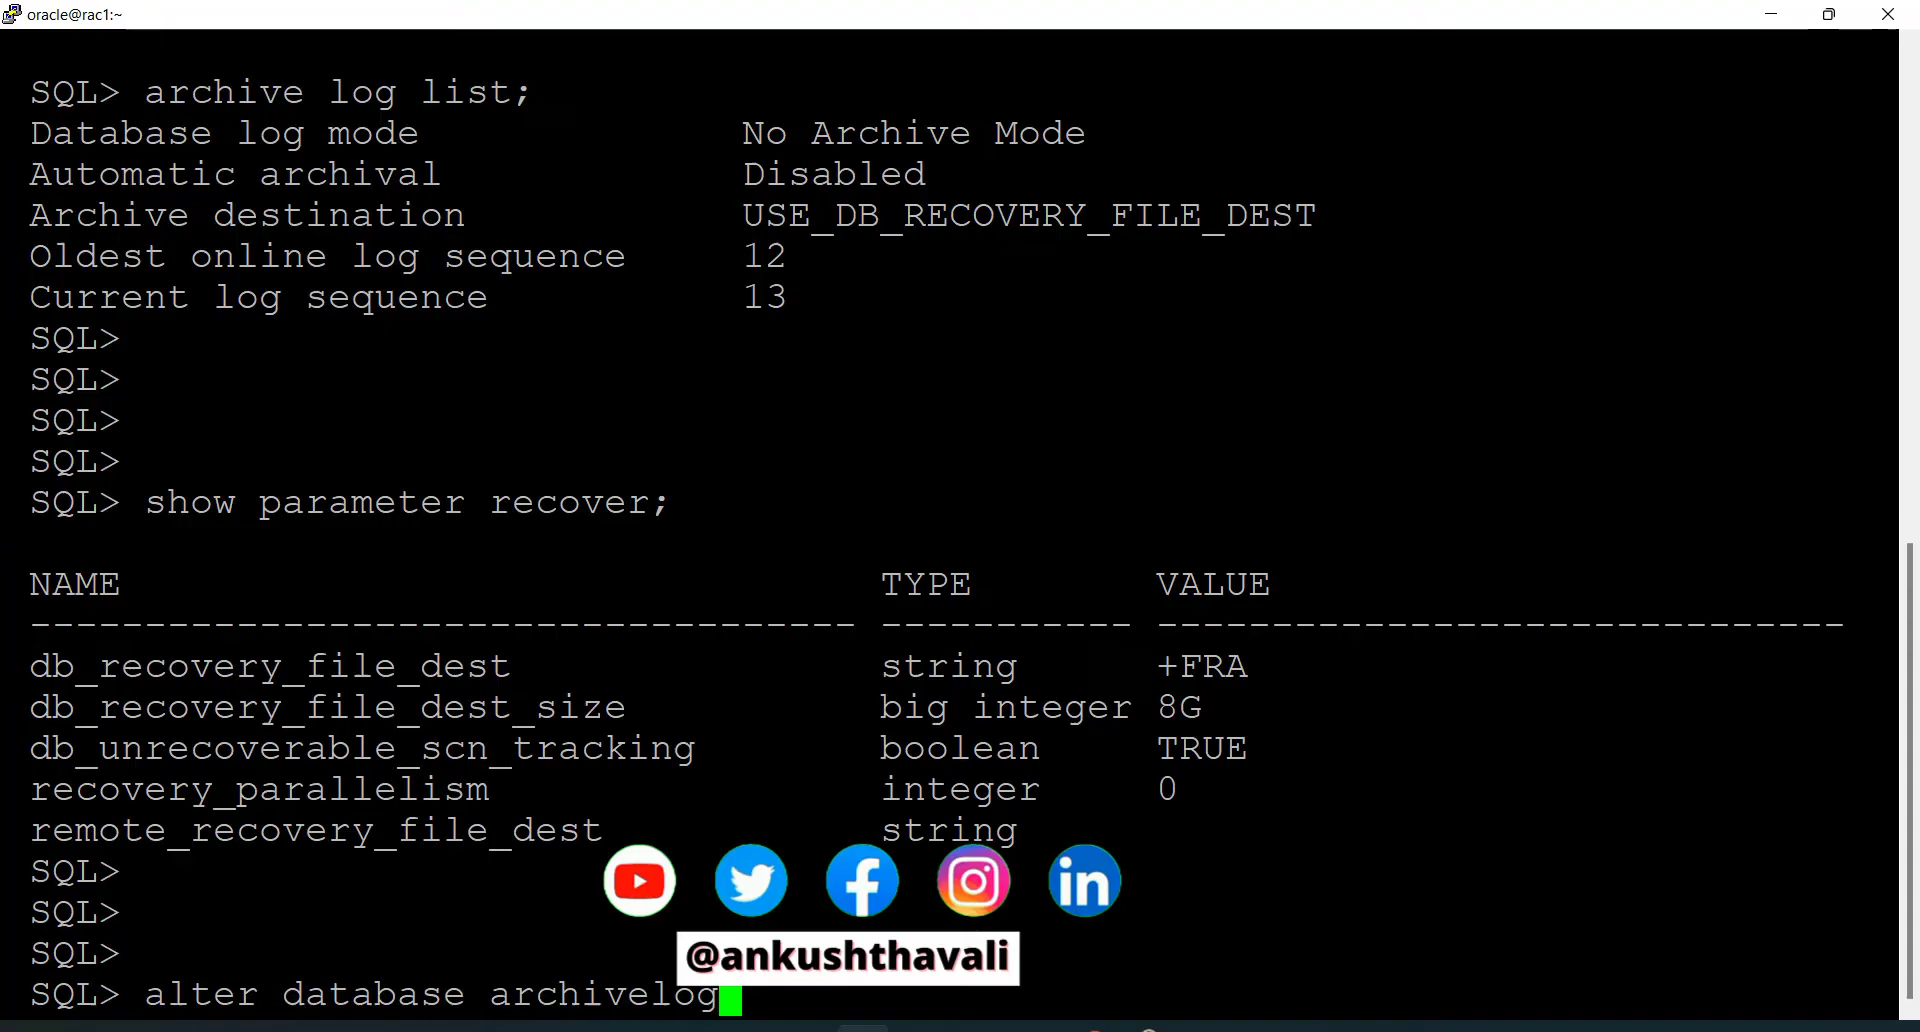 oracle@rac1:~
SQL> archive log list;
Database log mode No Archive Mode
Automatic archival Disabled
Archive destination USE_DB_RECOVERY_FILE_DEST
Oldest online log sequence 12
Current log sequence 13
SQL>
SQL>
SQL>
SQL>
SQL> show parameter recover;
NAME TYPE VALUE
------------------------------------ ----------- ------------------------------
db_recovery_file_dest string +FRA
db_recovery_file_dest_size big integer 8G
db_unrecoverable_scn_tracking boolean TRUE
recovery_parallelism integer 0
remote_recovery_file_dest string
SQL>
SQL>
SQL>
@ankushthavali
SQL> alter database archivelog